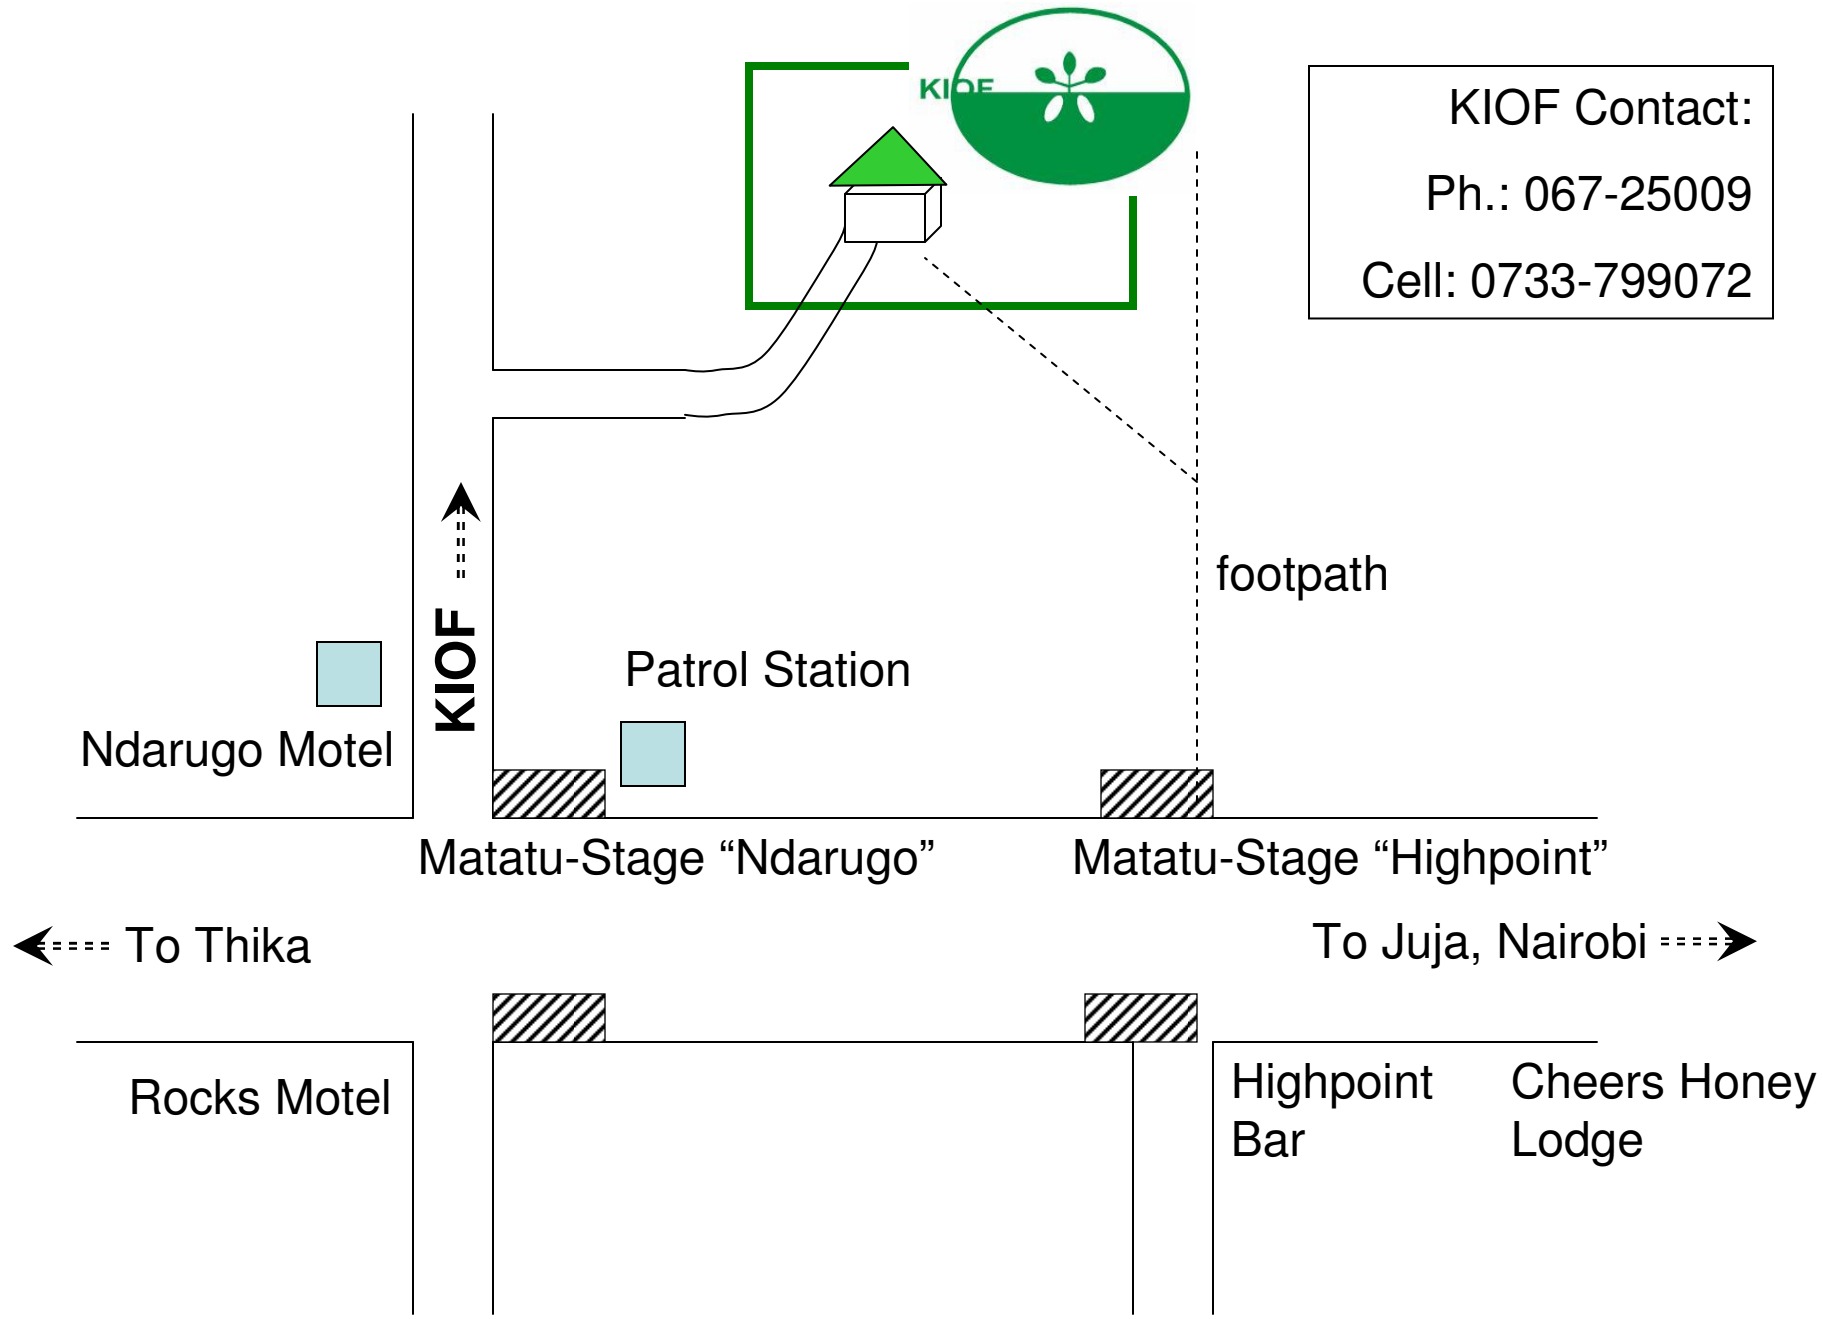 KIOF
KIOF Contact:
Ph.: 067-25009
Cell: 0733-799072
footpath
KIOF
Patrol Station
Ndarugo Motel
Matatu-Stage “Ndarugo”
Matatu-Stage “Highpoint”
To Thika
To Juja, Nairobi
Rocks Motel
Highpoint
Bar
Cheers Honey
Lodge